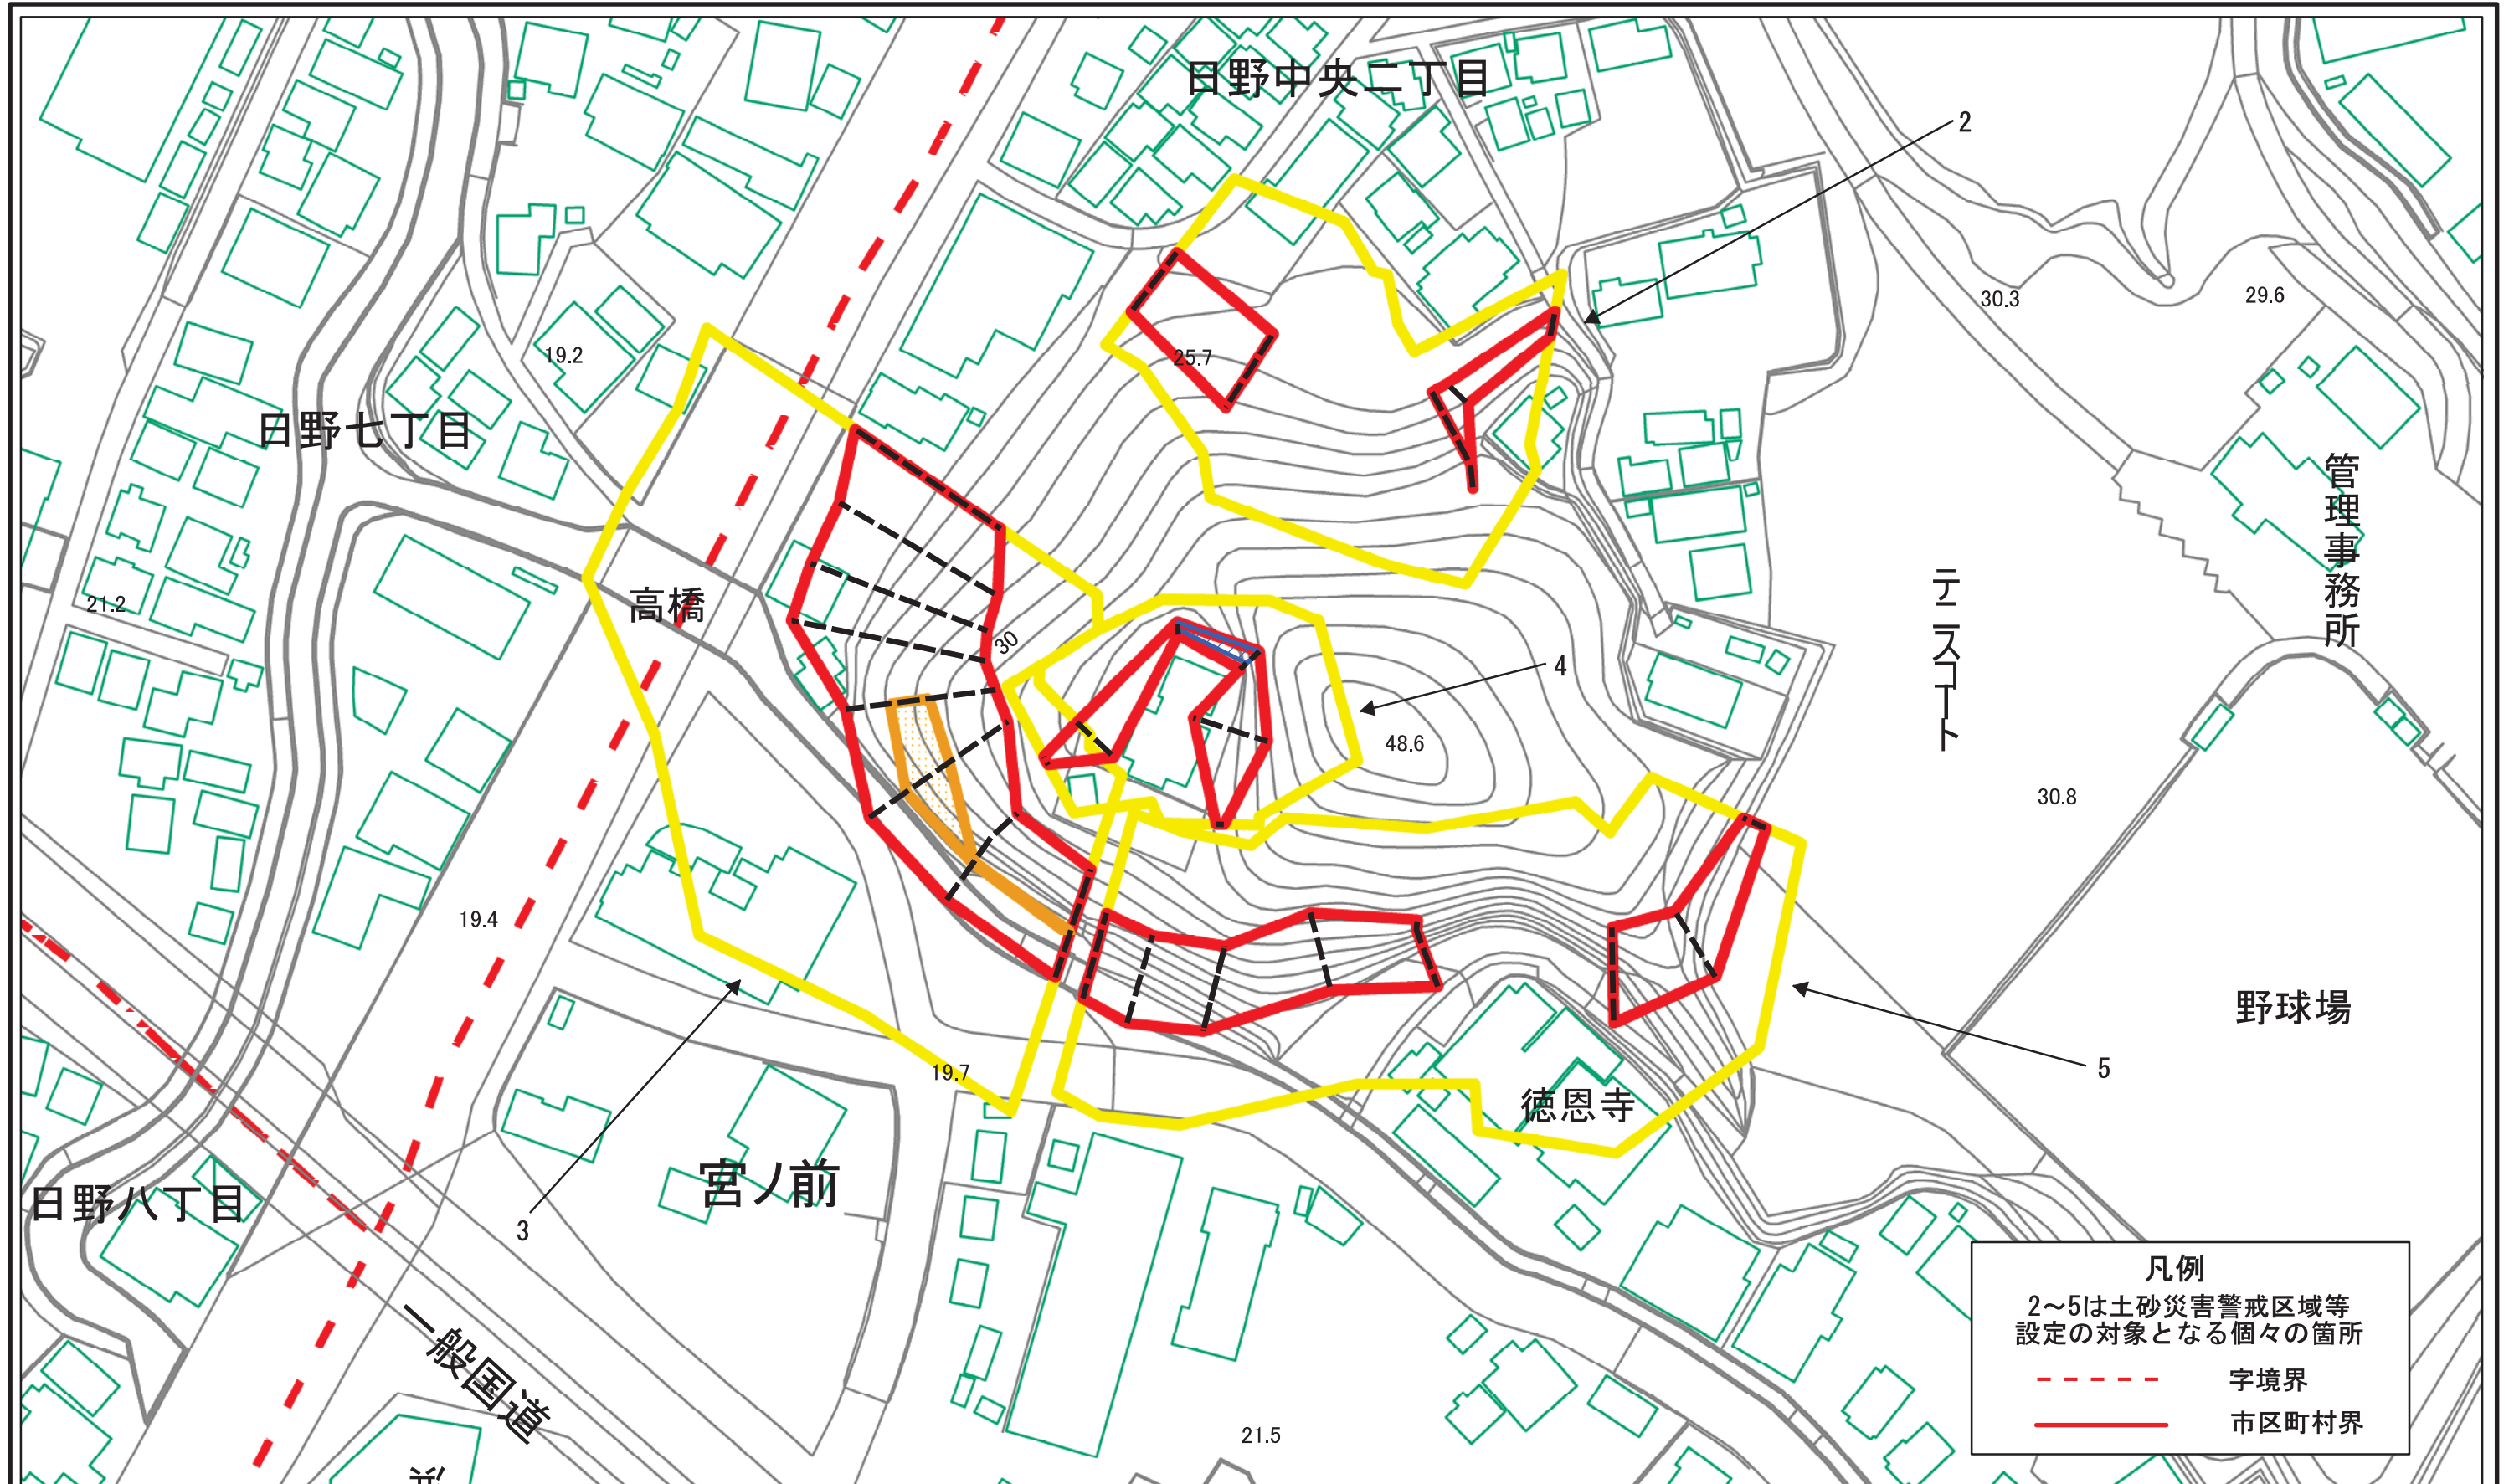 日野中央二丁目
2
30.3
29.6
19.2
25.7
日野七丁目
管理事務所
テニスコート
21.2
高橋
30
4
48.6
30.8
19.4
野球場
19.7
5
徳恩寺
宮ノ前
日野八丁目
3
一般国道
21.5
凡例
2～5は土砂災害警戒区域等
設定の対象となる個々の箇所
字境界
市区町村界